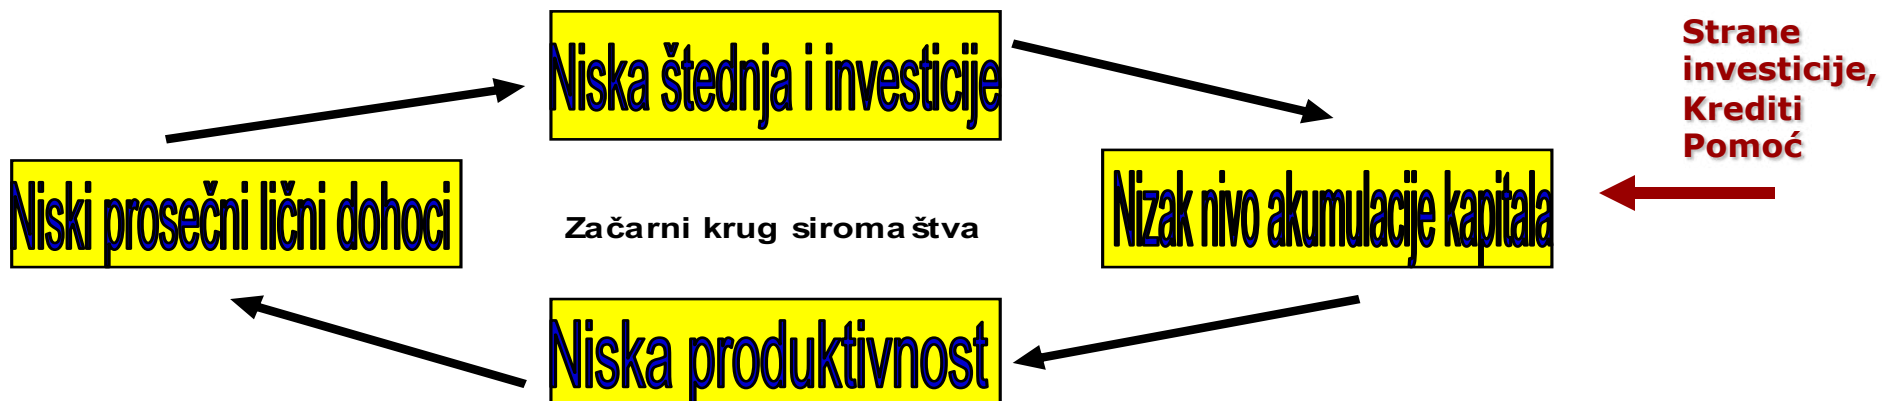 Niska štednja i investicije
Strane
investicije,
Krediti
Pomoć
Niski prosečni lični dohoci
Začarni krug siromaštva
Nizak nivo akumulacije kapitala
Niska produktivnost